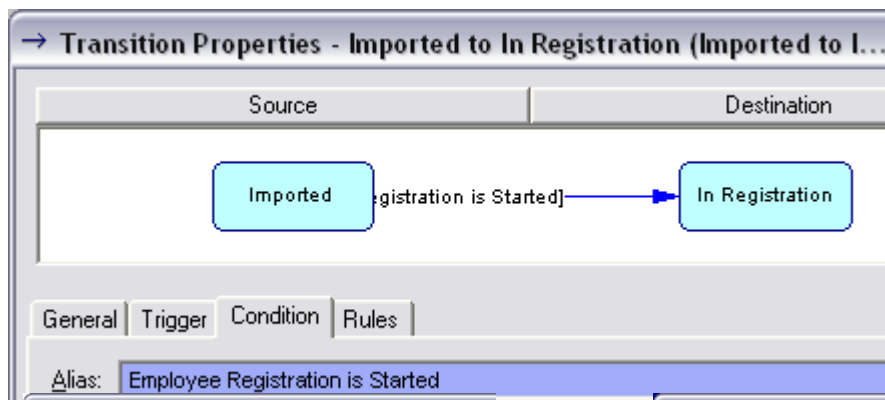 → Transition Properties - Imported to In Registration (Imported to I...
Source Destination
Imported egistration is Started] In Registration
General Trigger Condition Rules
Alias: Employee Registration is Started